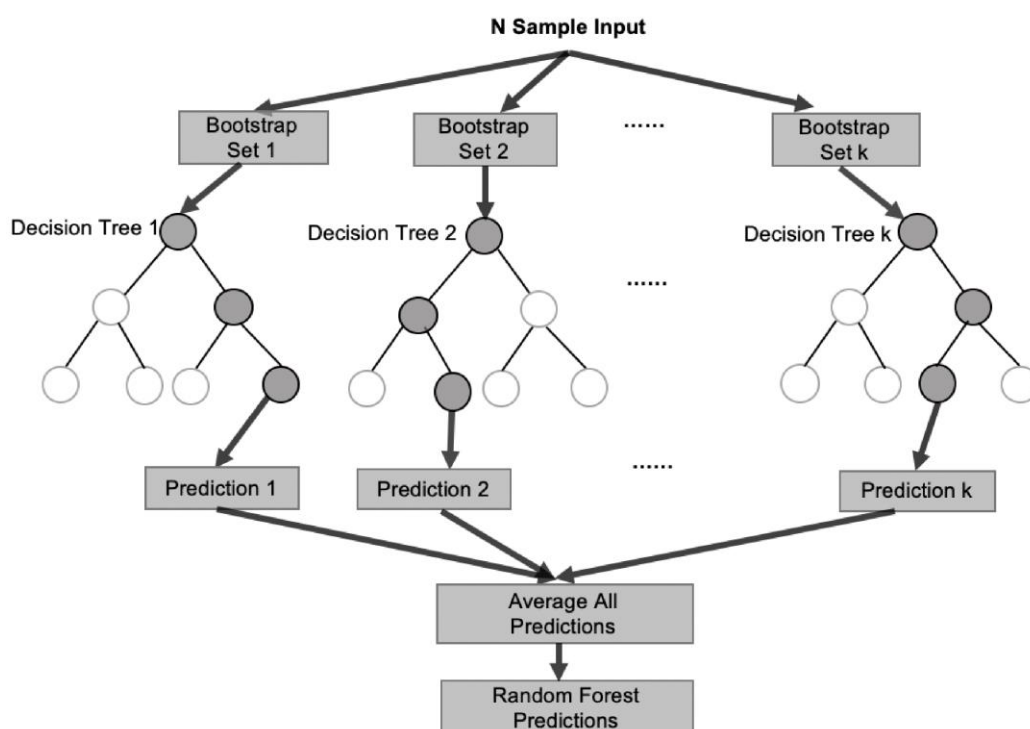 N Sample Input
Bootstrap
Set 1
Bootstrap
Set 2
......
Bootstrap
Set k
Decision Tree 1
Decision Tree 2
Decision Tree k
......
Prediction 1
Prediction 2
......
Prediction k
Average All
Predictions
Random Forest
Predictions